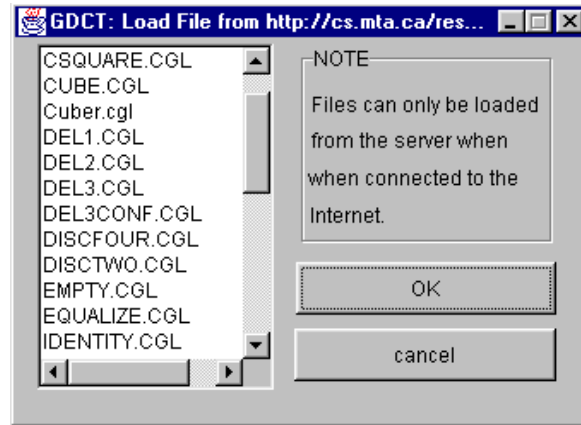 GDCT: Load File from http://cs.mta.ca/res...
CSQUARE.CGL
CUBE.CGL
Cuber.cgl
DEL1.CGL
DEL2.CGL
DEL3.CGL
DEL3CONF.CGL
DISCFOUR.CGL
DISCTWO.CGL
EMPTY.CGL
EQUALIZE.CGL
IDENTITY.CGL
NOTE
Files can only be loaded
from the server when
when connected to the
Internet.
OK
cancel